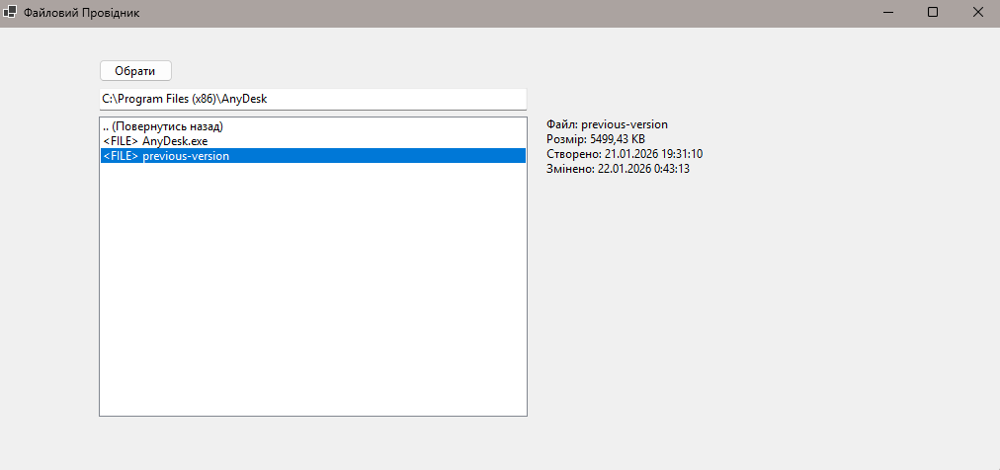 Файловий Провідник
Обрати
C:\Program Files (x86)\AnyDesk
.. (Повернутись назад)
<FILE> AnyDesk.exe
<FILE> previous-version
Файл: previous-version
Розмір: 5499,43 KB
Створено: 21.01.2026 19:31:10
Змінено: 22.01.2026 0:43:13